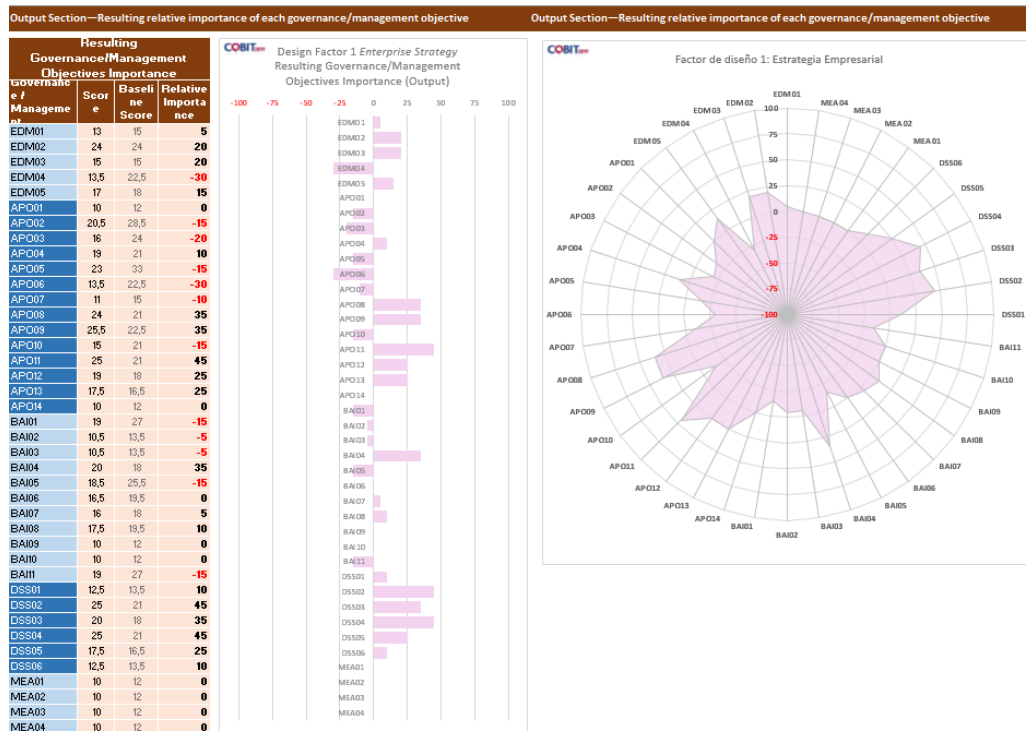 Output Section—Resulting relative importance of each governance/management objective
Output Section—Resulting relative importance of each governance/management objective
Resulting
Governance/Management
Objectives Importance
Governanc
e /
Manageme
nt
Scor
e
Baseli
ne
Score
Relative
Importa
nce
EDM01 13 15 5
EDM02 24 24 20
EDM03 15 15 20
EDM04 13,5 22,5 -30
EDM05 17 18 15
APO01 10 12 0
APO02 20,5 28,5 -15
APO03 16 24 -20
APO04 19 21 10
APO05 23 33 -15
APO06 13,5 22,5 -30
APO07 11 15 -10
APO08 24 21 35
APO09 25,5 22,5 35
APO10 15 21 -15
APO11 25 21 45
APO12 19 18 25
APO13 17,5 16,5 25
APO14 10 12 0
BAI01 19 27 -15
BAI02 10,5 13,5 -5
BAI03 10,5 13,5 -5
BAI04 20 18 35
BAI05 18,5 25,5 -15
BAI06 16,5 19,5 0
BAI07 16 18 5
BAI08 17,5 19,5 10
BAI09 10 12 0
BAI10 10 12 0
BAI11 19 27 -15
DSS01 12,5 13,5 10
DSS02 25 21 45
DSS03 20 18 35
DSS04 25 21 45
DSS05 17,5 16,5 25
DSS06 12,5 13,5 10
MEA01 10 12 0
MEA02 10 12 0
MEA03 10 12 0
MEA04 10 12 0
COBIT
Design Factor 1 Enterprise Strategy
Resulting Governance/Management
Objectives Importance (Output)
-100 -75 -50 -25 0 25 50 75 100
EDM01
EDM02
EDM03
EDM04
EDM05
APO01
APO02
APO03
APO04
APO05
APO06
APO07
APO08
APO09
APO10
APO11
APO12
APO13
APO14
BAI01
BAI02
BAI03
BAI04
BAI05
BAI06
BAI07
BAI08
BAI09
BAI10
BAI11
DSS01
DSS02
DSS03
DSS04
DSS05
DSS06
MEA01
MEA02
MEA03
MEA04
COBIT
Factor de diseño 1: Estrategia Empresarial
EDM01
MEA04
MEA03
MEA02
MEA01
DSS06
DSS05
DSS04
DSS03
DSS02
DSS01
BAI11
BAI10
BAI09
BAI08
BAI07
BAI06
BAI05
BAI04
BAI03
BAI02
BAI01
APO14
APO13
APO12
APO11
APO10
APO09
APO08
APO07
APO06
APO05
APO04
APO03
APO02
APO01
EDM05
EDM04
EDM03
EDM02
100
75
50
25
0
-25
-50
-75
-100